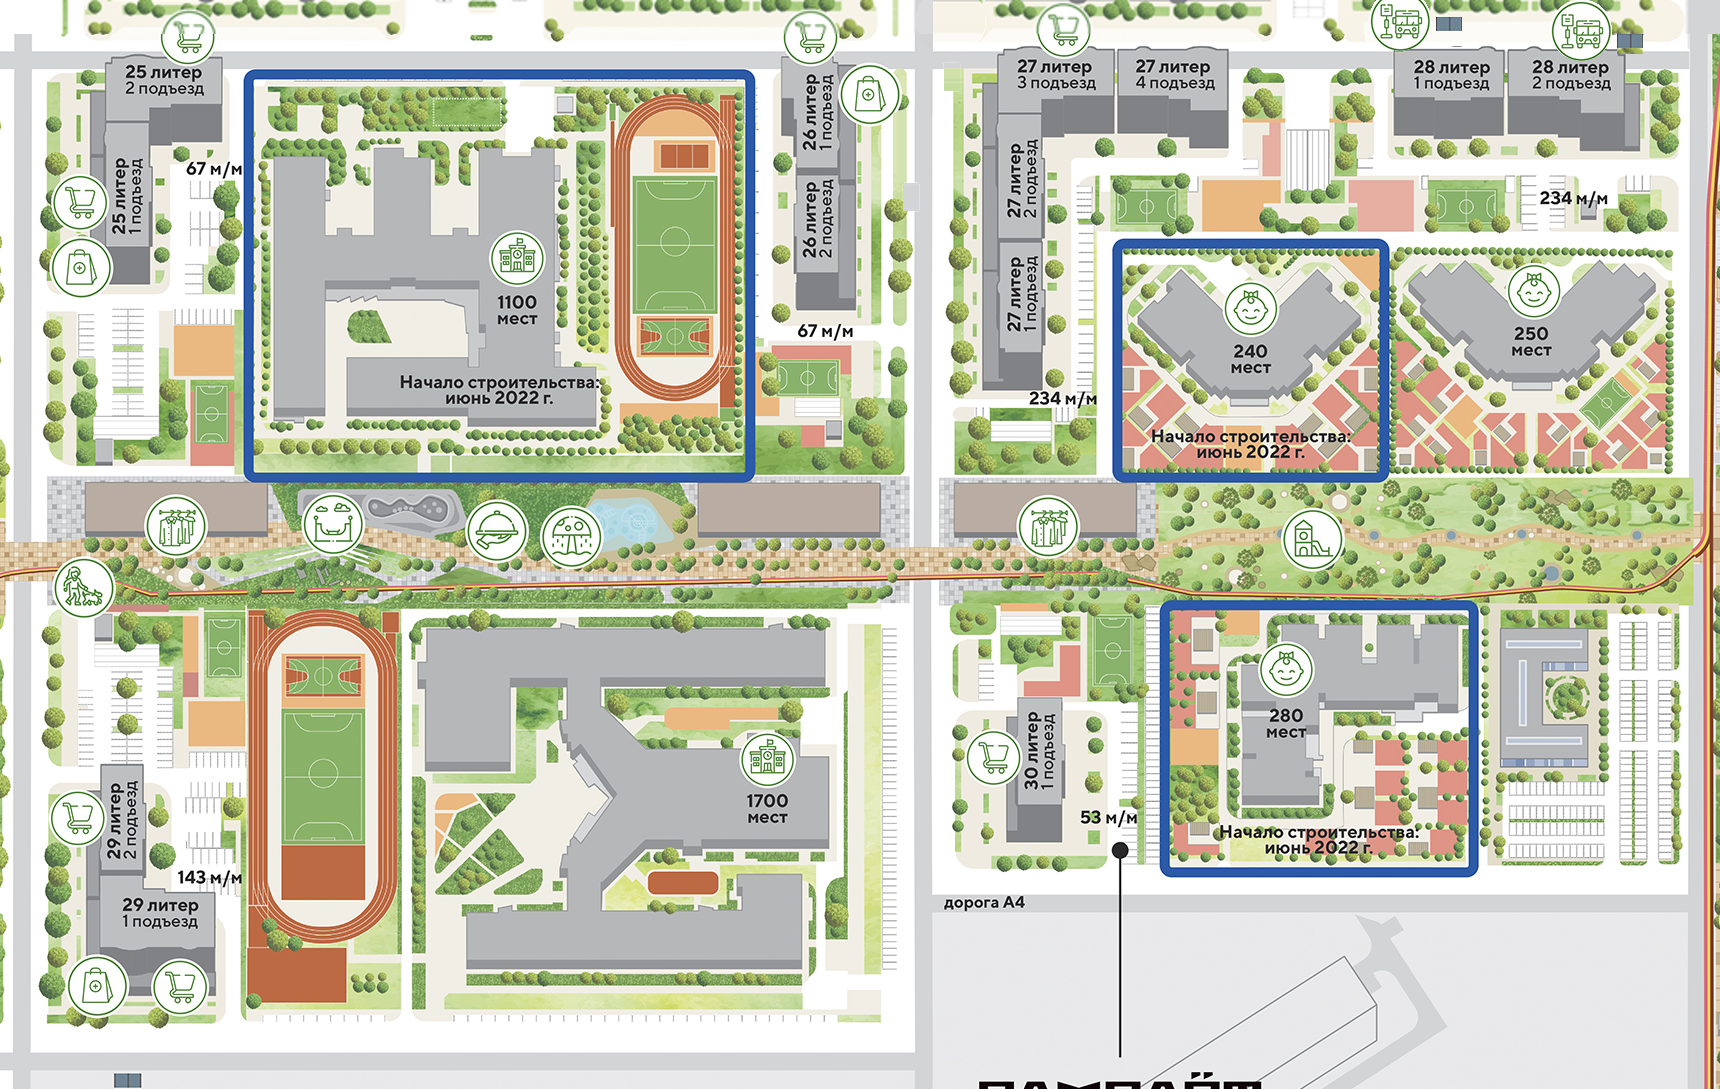 25 литер
2 подъезд
25 литер
1 подъезд
67 м/м
1100
мест
Начало строительства:
июнь 2022 г.
26 литер
1 подъезд
26 литер
2 подъезд
67 м/м
27 литер
3 подъезд
27 литер
4 подъезд
27 литер
2 подъезд
27 литер
1 подъезд
234 м/м
28 литер
1 подъезд
28 литер
2 подъезд
234 м/м
240
мест
Начало строительства:
июнь 2022 г.
250
мест
29 литер
2 подъезд
143 м/м
29 литер
1 подъезд
1700
мест
30 литер
1 подъезд
53 м/м
280
мест
Начало строительства:
июнь 2022 г.
дорога А4